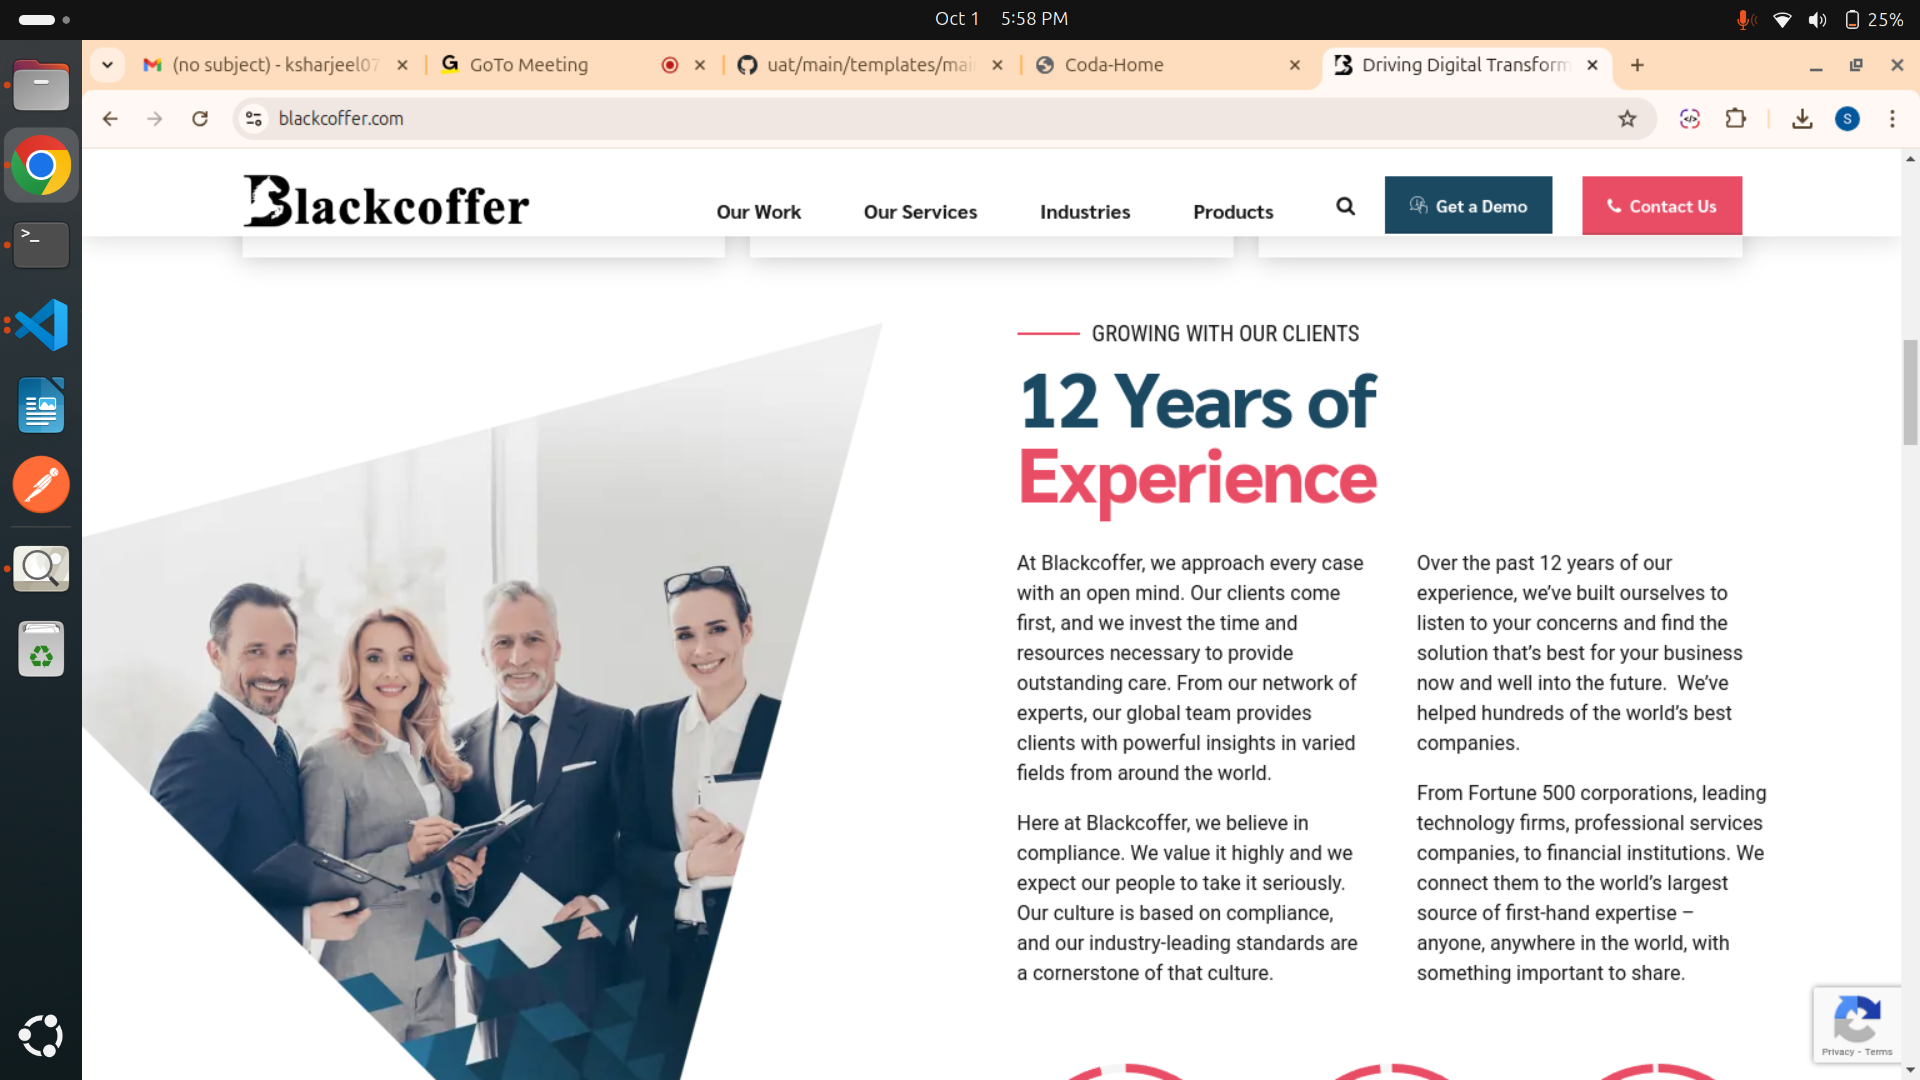 Oct 1 5:58 PM
25%
(no subject) - ksharjeel07
GoTo Meeting
uat/main/templates/mai
Coda-Home
Driving Digital Transform
blackcoffer.com
S
Blackcoffer
Our Work
Our Services
Industries
Products
Get a Demo
Contact Us
GROWING WITH OUR CLIENTS
12 Years of
Experience
At Blackcoffer, we approach every case
with an open mind. Our clients come
first, and we invest the time and
resources necessary to provide
outstanding care. From our network of
experts, our global team provides
clients with powerful insights in varied
fields from around the world.
Here at Blackcoffer, we believe in
compliance. We value it highly and we
expect our people to take it seriously.
Our culture is based on compliance,
and our industry-leading standards are
a cornerstone of that culture.
Over the past 12 years of our
experience, we’ve built ourselves to
listen to your concerns and find the
solution that’s best for your business
now and well into the future.  We’ve
helped hundreds of the world’s best
companies.
From Fortune 500 corporations, leading
technology firms, professional services
companies, to financial institutions. We
connect them to the world’s largest
source of first-hand expertise –
anyone, anywhere in the world, with
something important to share.
Privacy - Terms